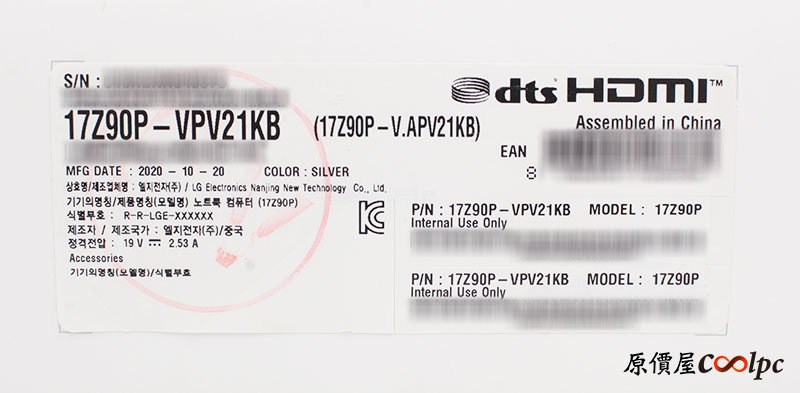 S/N :
dts HDMI™
17Z90P-VPV21KB (17Z90P-V.APV21KB)
Assembled in China
EAN
8
MFG DATE : 2020 - 10 - 20 COLOR : SILVER
상호명/제조업체명 : 엘지전자(주) / LG Electronics Nanjing New Technology Co., Ltd.
기기의명칭/제품명칭(모델명) 노트북 컴퓨터 (17Z90P)
식별부호 : R-R-LGE-XXXXXX
제조자 / 제조국가 : 엘지전자(주)/중국
정격전압 : 19 V ⎓ 2.53 A
Accessories
기기의명칭(모델명)/식별부호
P/N : 17Z90P-VPV21KB MODEL : 17Z90P
Internal Use Only
P/N : 17Z90P-VPV21KB MODEL : 17Z90P
Internal Use Only
原價屋Coolpc